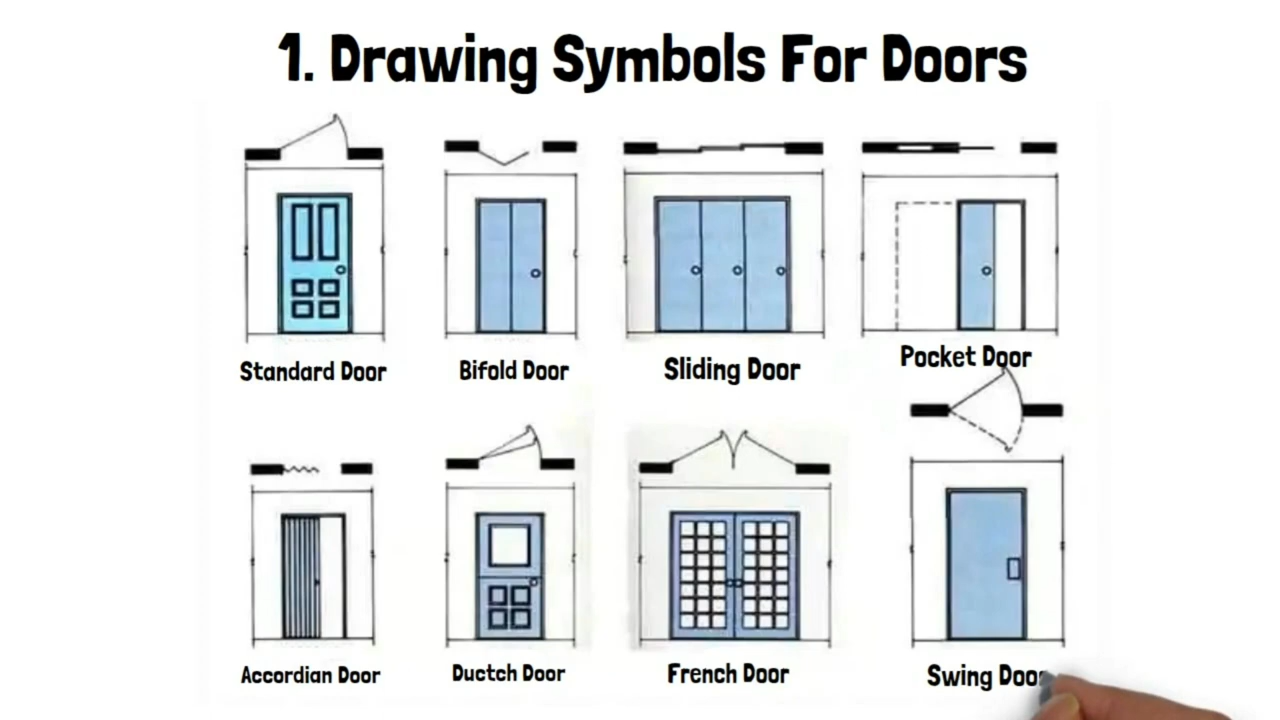 1. Drawing Symbols For Doors
Standard Door
Bifold Door
Sliding Door
Pocket Door
Accordian Door
Ductch Door
French Door
Swing Door